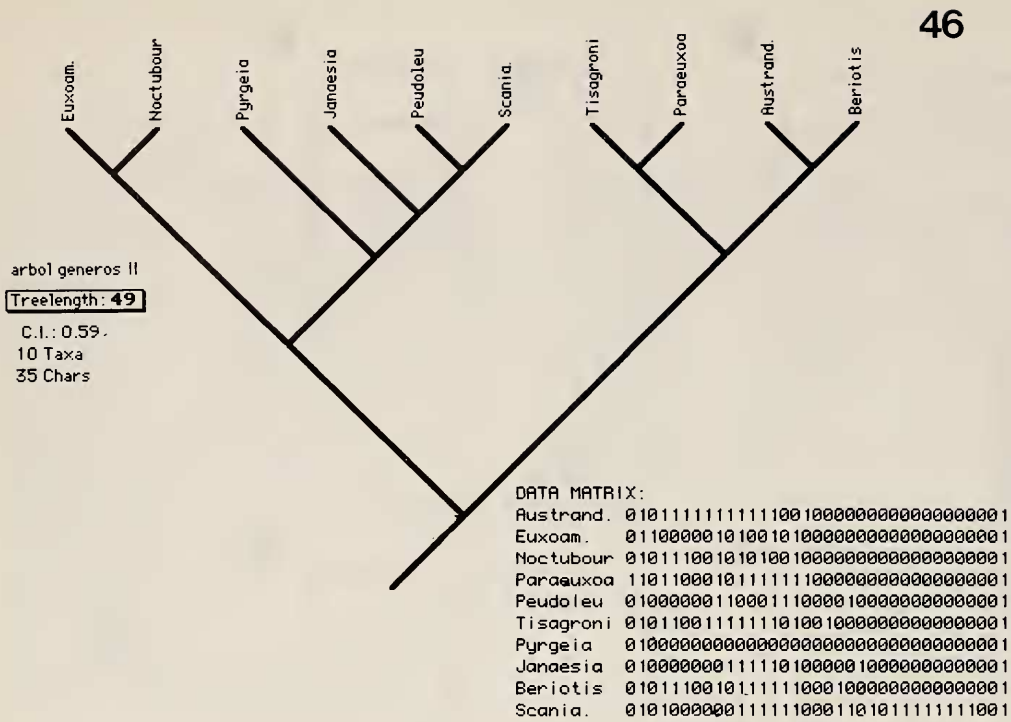 46
Euxoam.
Noctubour
Pyrgeia
Janaesia
Peudoleu
Scania.
Tisagroni
Paraeuxoa
Austrand.
Beriotis
arbol generos II
Treelength: 49
C.I.: 0.59
10 Taxa
35 Chars
DATA MATRIX:
Austrand. 01011111111111001000000000000000001
Euxoam. 01100000101001010000000000000000001
Noctubour 01011100101010010000000000000000001
Paraeuxoa 11011000101111110000000000000000001
Peudoleu 01000000110001110000100000000000001
Tisagroni 01011001111111010010000000000000001
Pyrgeia 01000000000000000000000000000000001
Janaesia 01000000011111010000010000000000001
Beriotis 01011100101111110001000000000000001
Scania. 01010000001111110001101011111111001